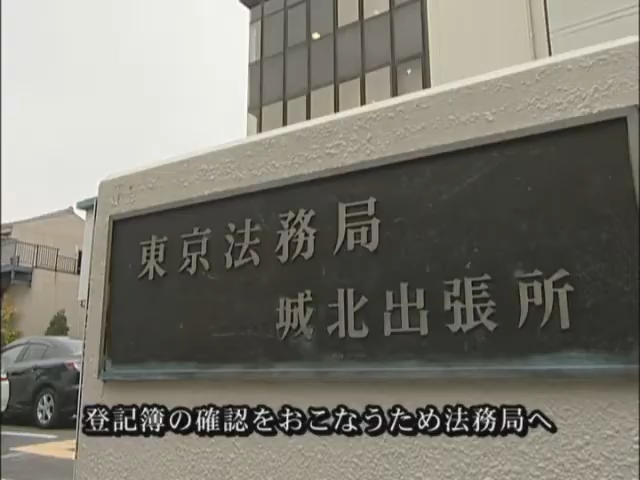 東京法務局
城北出張所
登記簿の確認をおこなうため法務局へ